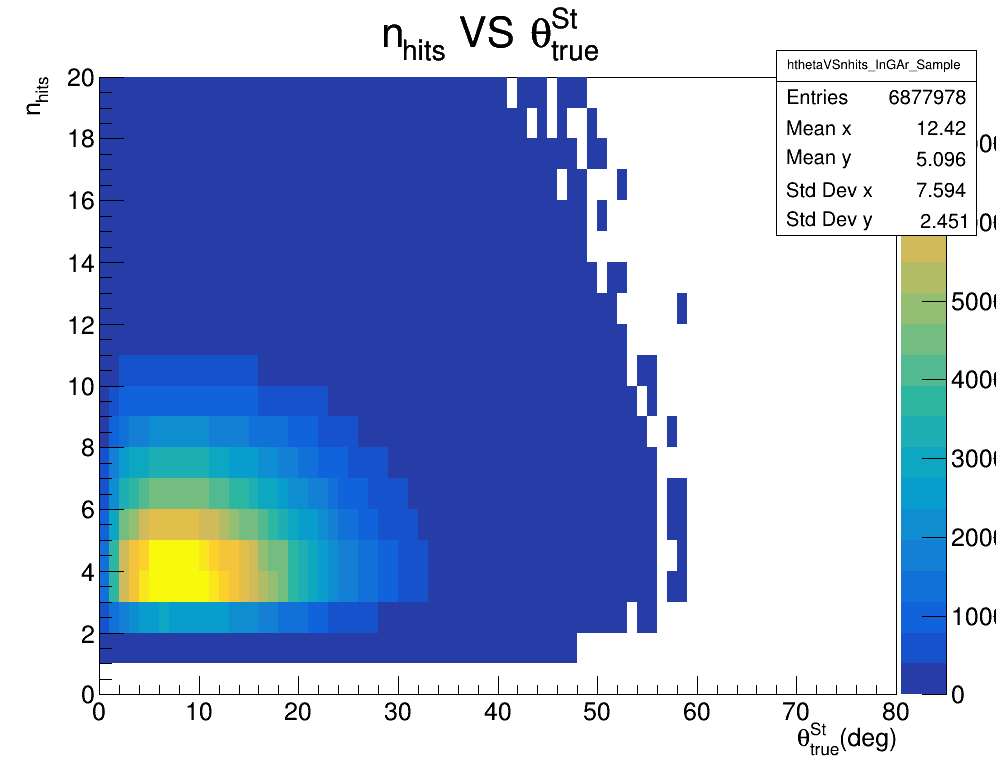 n_hits VS θ^St_true
n_hits
hthetaVSnhits_InGAr_Sample
Entries 6877978
Mean x 12.42
Mean y 5.096
Std Dev x 7.594
Std Dev y 2.451
20
18
16
14
12
10
8
6
4
2
0
0 10 20 30 40 50 60 70 80
θ^St_true(deg)
5000
4000
3000
2000
1000
0